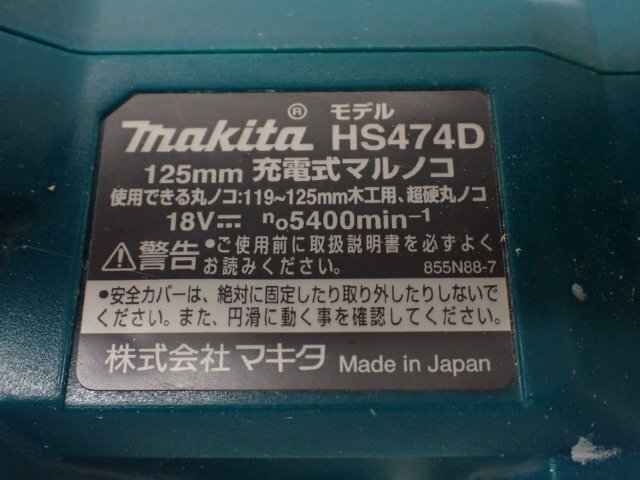 makita® モデル HS474D
125mm 充電式マルノコ
使用できる丸ノコ:119~125mm木工用、超硬丸ノコ
18V⎓ n₀5400min⁻¹
⚠警告 •ご使用前に取扱説明書を必ずよく
お読みください。 855N88-7
•安全カバーは、絶対に固定したり取り外したりしないで
ください。また、円滑に動く事を確認してください。
株式会社 マキタ Made in Japan